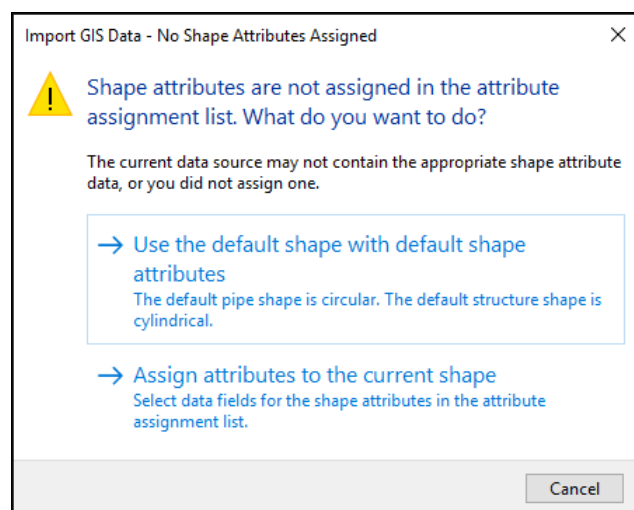 Import GIS Data - No Shape Attributes Assigned
Shape attributes are not assigned in the attribute
assignment list. What do you want to do?
The current data source may not contain the appropriate shape attribute
data, or you did not assign one.
Use the default shape with default shape
attributes
The default pipe shape is circular. The default structure shape is
cylindrical.
Assign attributes to the current shape
Select data fields for the shape attributes in the attribute
assignment list.
Cancel